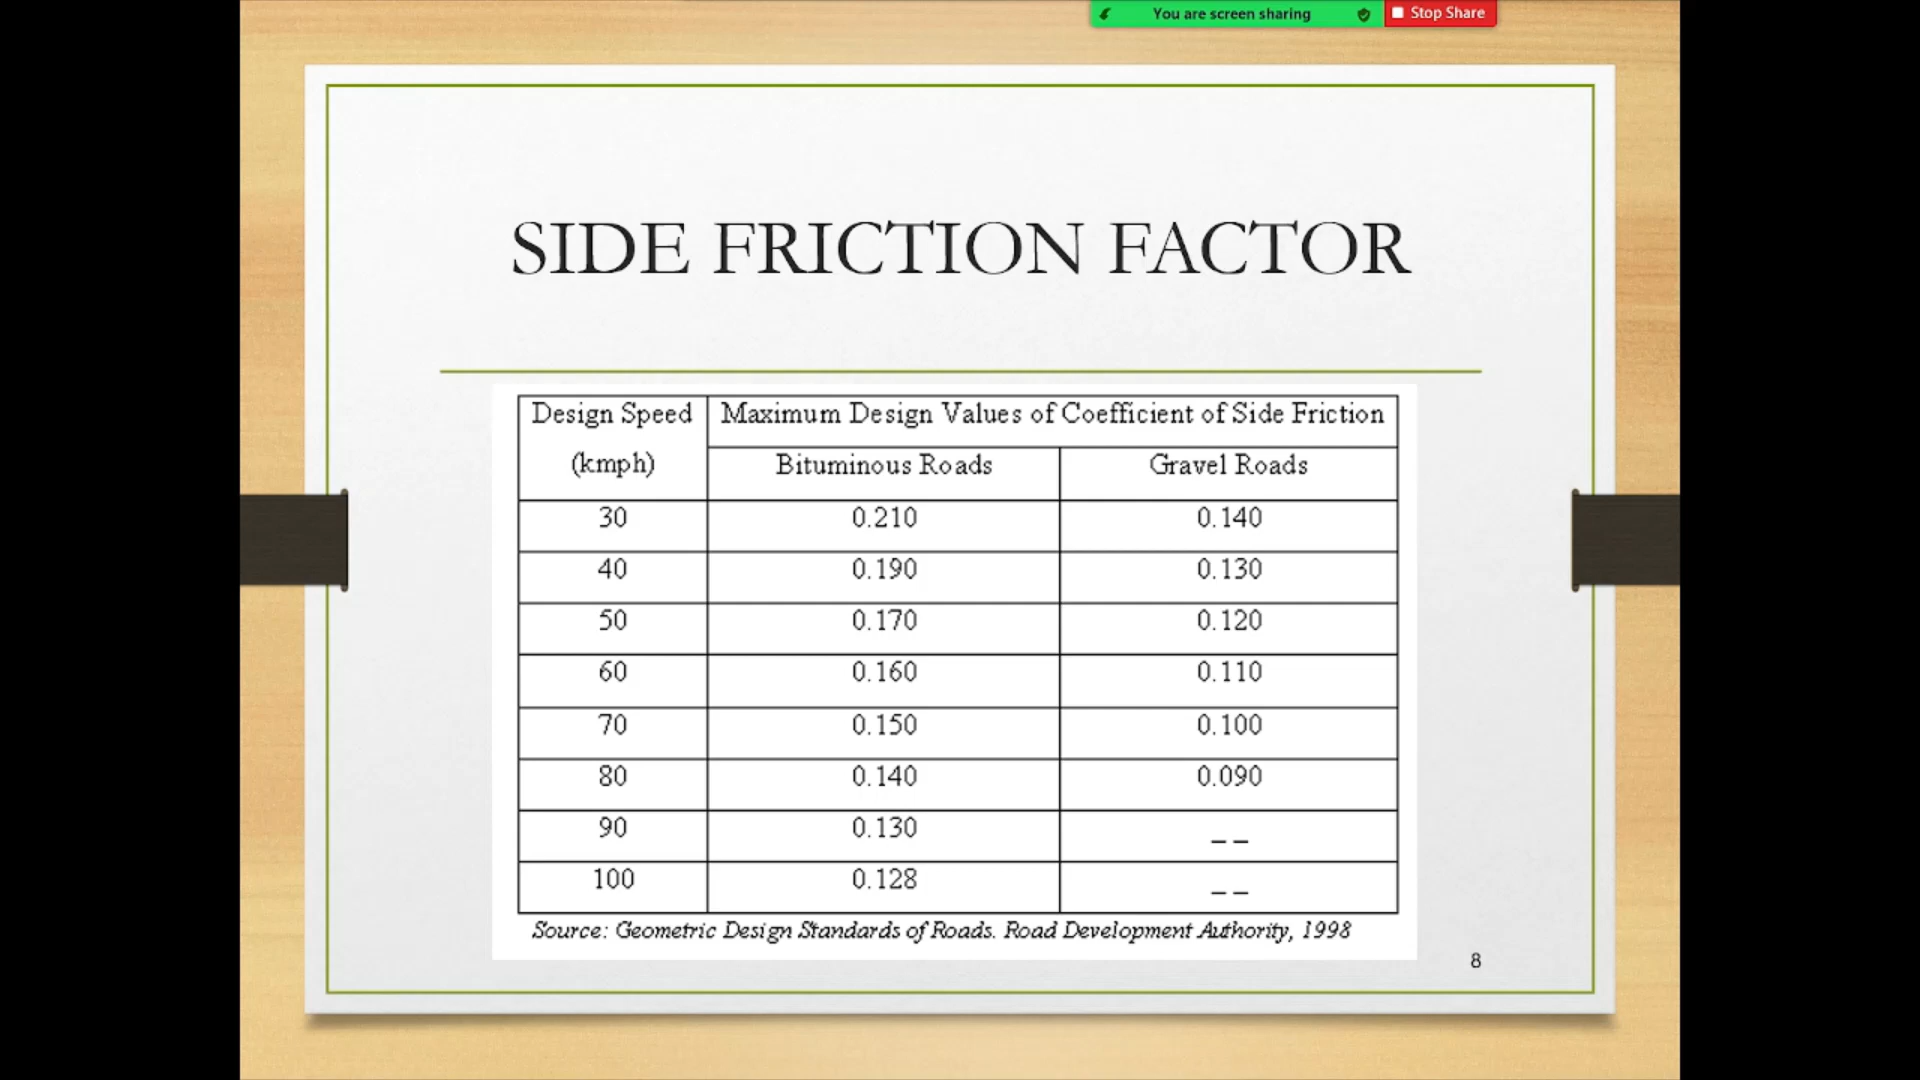 You are screen sharing Stop Share
SIDE FRICTION FACTOR
Design Speed Maximum Design Values of Coefficient of Side Friction
(kmph) Bituminous Roads Gravel Roads
30 0.210 0.140
40 0.190 0.130
50 0.170 0.120
60 0.160 0.110
70 0.150 0.100
80 0.140 0.090
90 0.130 _ _
100 0.128 _ _
Source: Geometric Design Standards of Roads. Road Development Authority, 1998
8